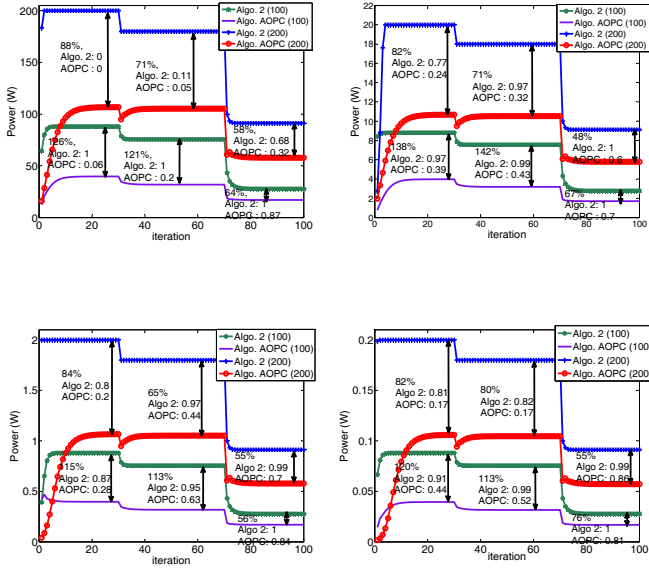 200
150
100
50
0
Power (W)
0
20
40
60
80
100
iteration
Algo. 2 (100)
Algo. AOPC (100)
Algo. 2 (200)
Algo. AOPC (200)
88%,
Algo. 2: 0
AOPC : 0
71%,
Algo. 2 : 0.11
AOPC : 0.05
58%,
Algo. 2 : 0.68
AOPC : 0.32
126%,
Algo. 2: 1
AOPC : 0.06
121%,
Algo. 2 : 1
AOPC : 0.2
64%,
Algo. 2 : 1
AOPC : 0.87
22
20
18
16
14
12
10
8
6
4
2
0
Power (W)
0
20
40
60
80
100
iteration
Algo. 2 (100)
Algo. AOPC (100)
Algo. 2 (200)
Algo. AOPC (200)
82%
Algo. 2 : 0.77
AOPC : 0.24
71%
Algo. 2 : 0.97
AOPC : 0.32
48%
Algo. 2 : 1
AOPC : 0.6
138%
Algo. 2 : 0.97
AOPC : 0.39
142%
Algo. 2 : 0.99
AOPC : 0.43
67%
Algo. 2 : 1
AOPC : 0.7
2
1.5
1
0.5
0
Power (W)
0
20
40
60
80
100
iteration
Algo. 2 (100)
Algo. AOPC (100)
Algo. 2 (200)
Algo. AOPC (200)
84%
Algo 2 : 0.8
AOPC : 0.2
65%
Algo 2 : 0.97
AOPC : 0.44
55%
Algo 2 : 0.99
AOPC : 0.7
115%
Algo 2 : 0.87
AOPC : 0.28
113%
Algo 2 : 0.95
AOPC : 0.63
56%
Algo 2 : 1
AOPC : 0.84
0.2
0.15
0.1
0.05
0
Power (W)
0
20
40
60
80
100
iteration
Algo. 2 (100)
Algo. AOPC (100)
Algo. 2 (200)
Algo. AOPC (200)
82%
Algo 2 : 0.81
AOPC : 0.17
80%
Algo 2 : 0.82
AOPC : 0.17
55%
Algo 2 : 0.99
AOPC : 0.86
120%
Algo 2 : 0.91
AOPC : 0.44
113%
Algo 2 : 0.99
AOPC : 0.52
76%
Algo 2 : 1
AOPC : 0.81